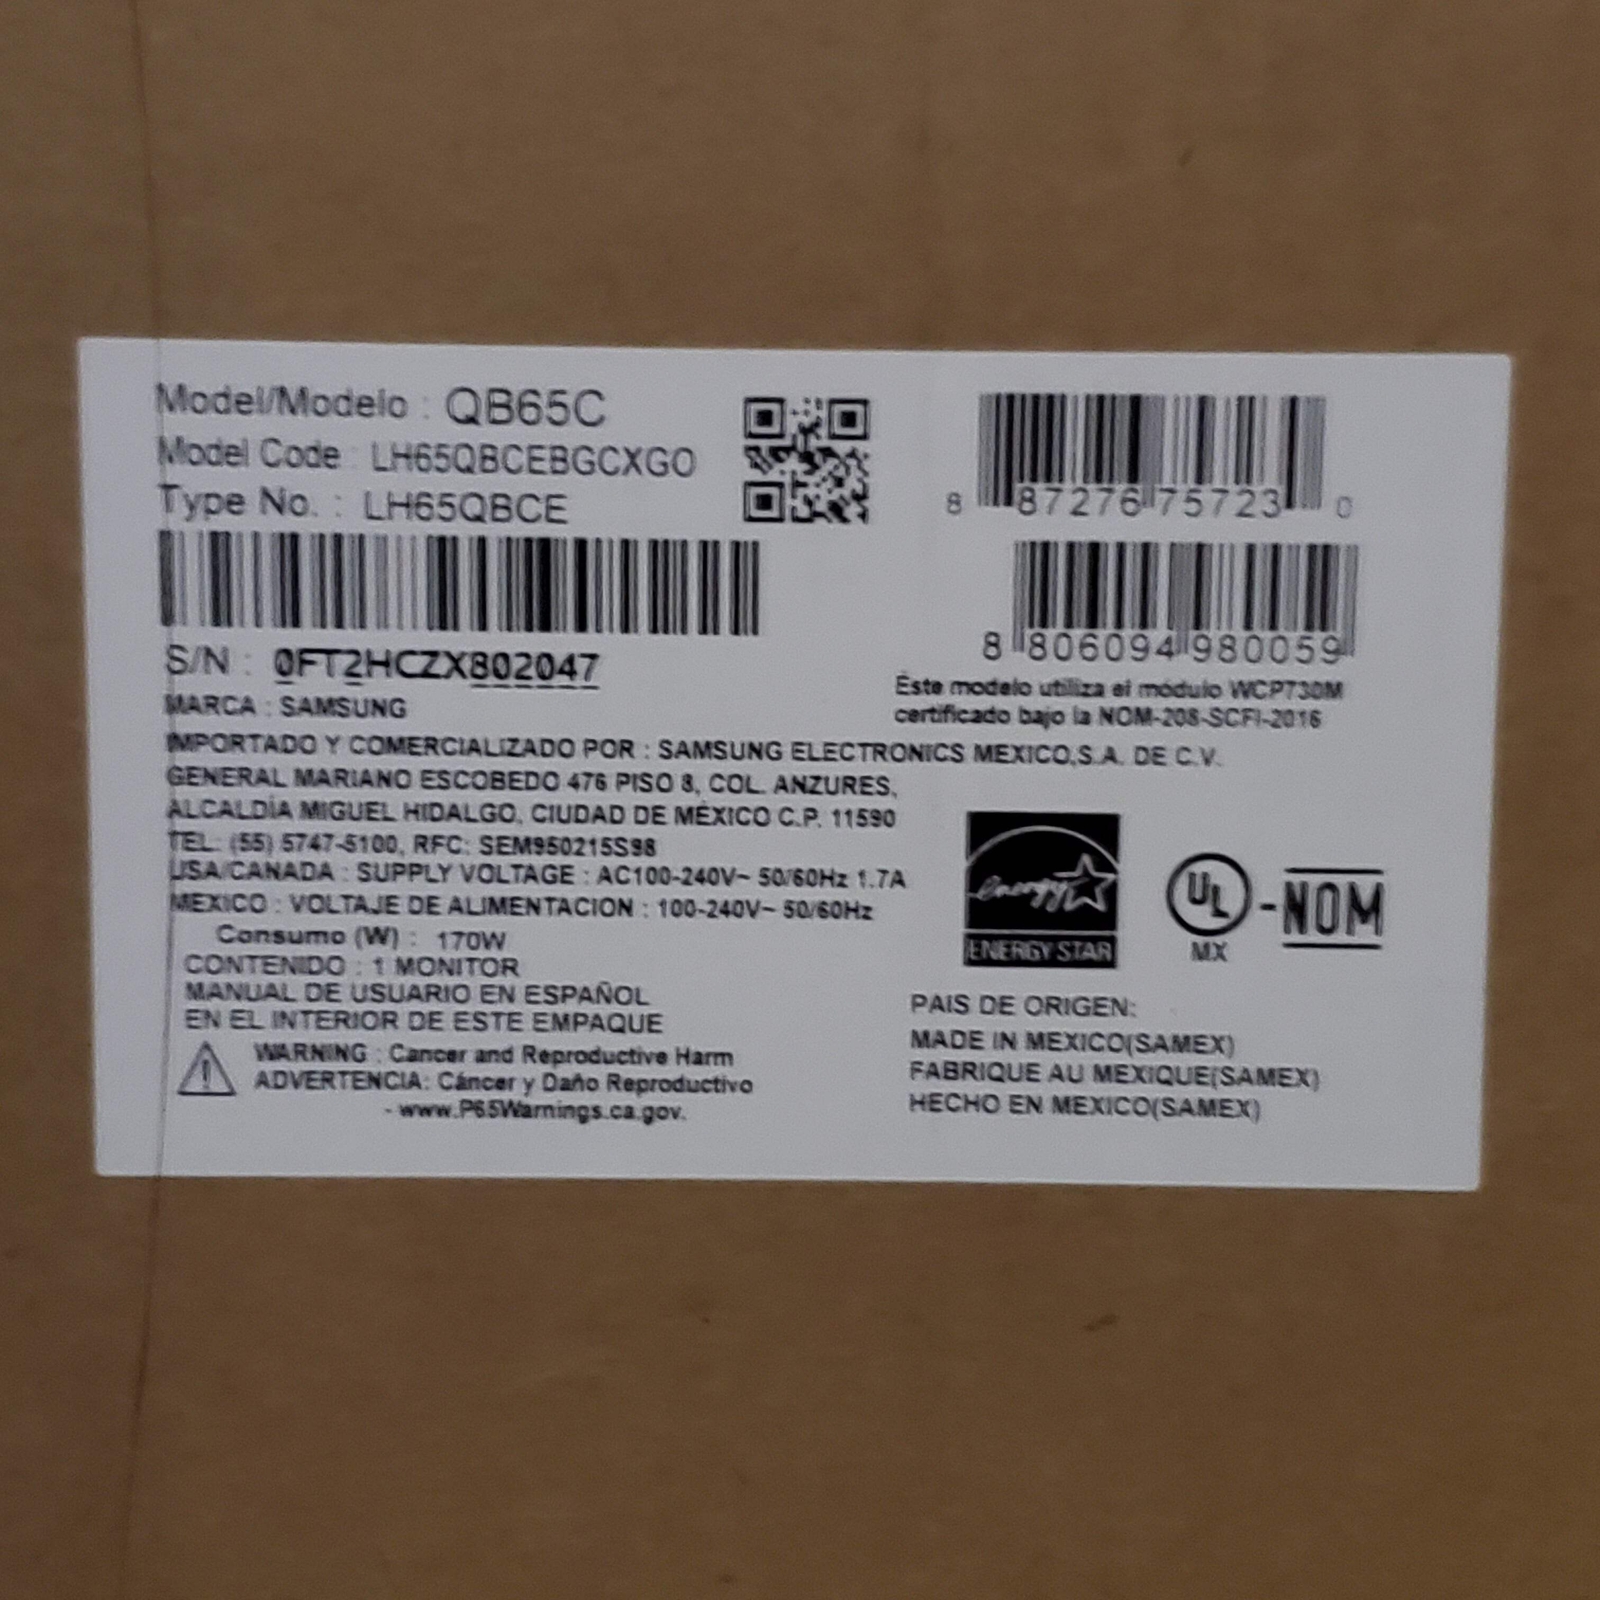 Model/Modelo : QB65C
Model Code : LH65QBCEBGCXGO
Type No. : LH65QBCE
8 87276 75723 0
8 806094 980059
S/N : 0FT2HCZX802047
MARCA : SAMSUNG
Éste modelo utiliza el módulo WCP730M
certificado bajo la NOM-208-SCFI-2016
IMPORTADO Y COMERCIALIZADO POR : SAMSUNG ELECTRONICS MEXICO,S.A. DE C.V.
GENERAL MARIANO ESCOBEDO 476 PISO 8, COL. ANZURES,
ALCALDÍA MIGUEL HIDALGO, CIUDAD DE MÉXICO C.P. 11590
TEL: (55) 5747-5100, RFC: SEM950215S98
USA/CANADA : SUPPLY VOLTAGE : AC100-240V~ 50/60Hz 1.7A
MEXICO : VOLTAJE DE ALIMENTACION : 100-240V~ 50/60Hz
Consumo (W) : 170W
CONTENIDO : 1 MONITOR
MANUAL DE USUARIO EN ESPAÑOL
EN EL INTERIOR DE ESTE EMPAQUE
WARNING : Cancer and Reproductive Harm
ADVERTENCIA: Cáncer y Daño Reproductivo
- www.P65Warnings.ca.gov.
energy
ENERGY STAR
UL - NOM
MX
PAIS DE ORIGEN:
MADE IN MEXICO(SAMEX)
FABRIQUE AU MEXIQUE(SAMEX)
HECHO EN MEXICO(SAMEX)